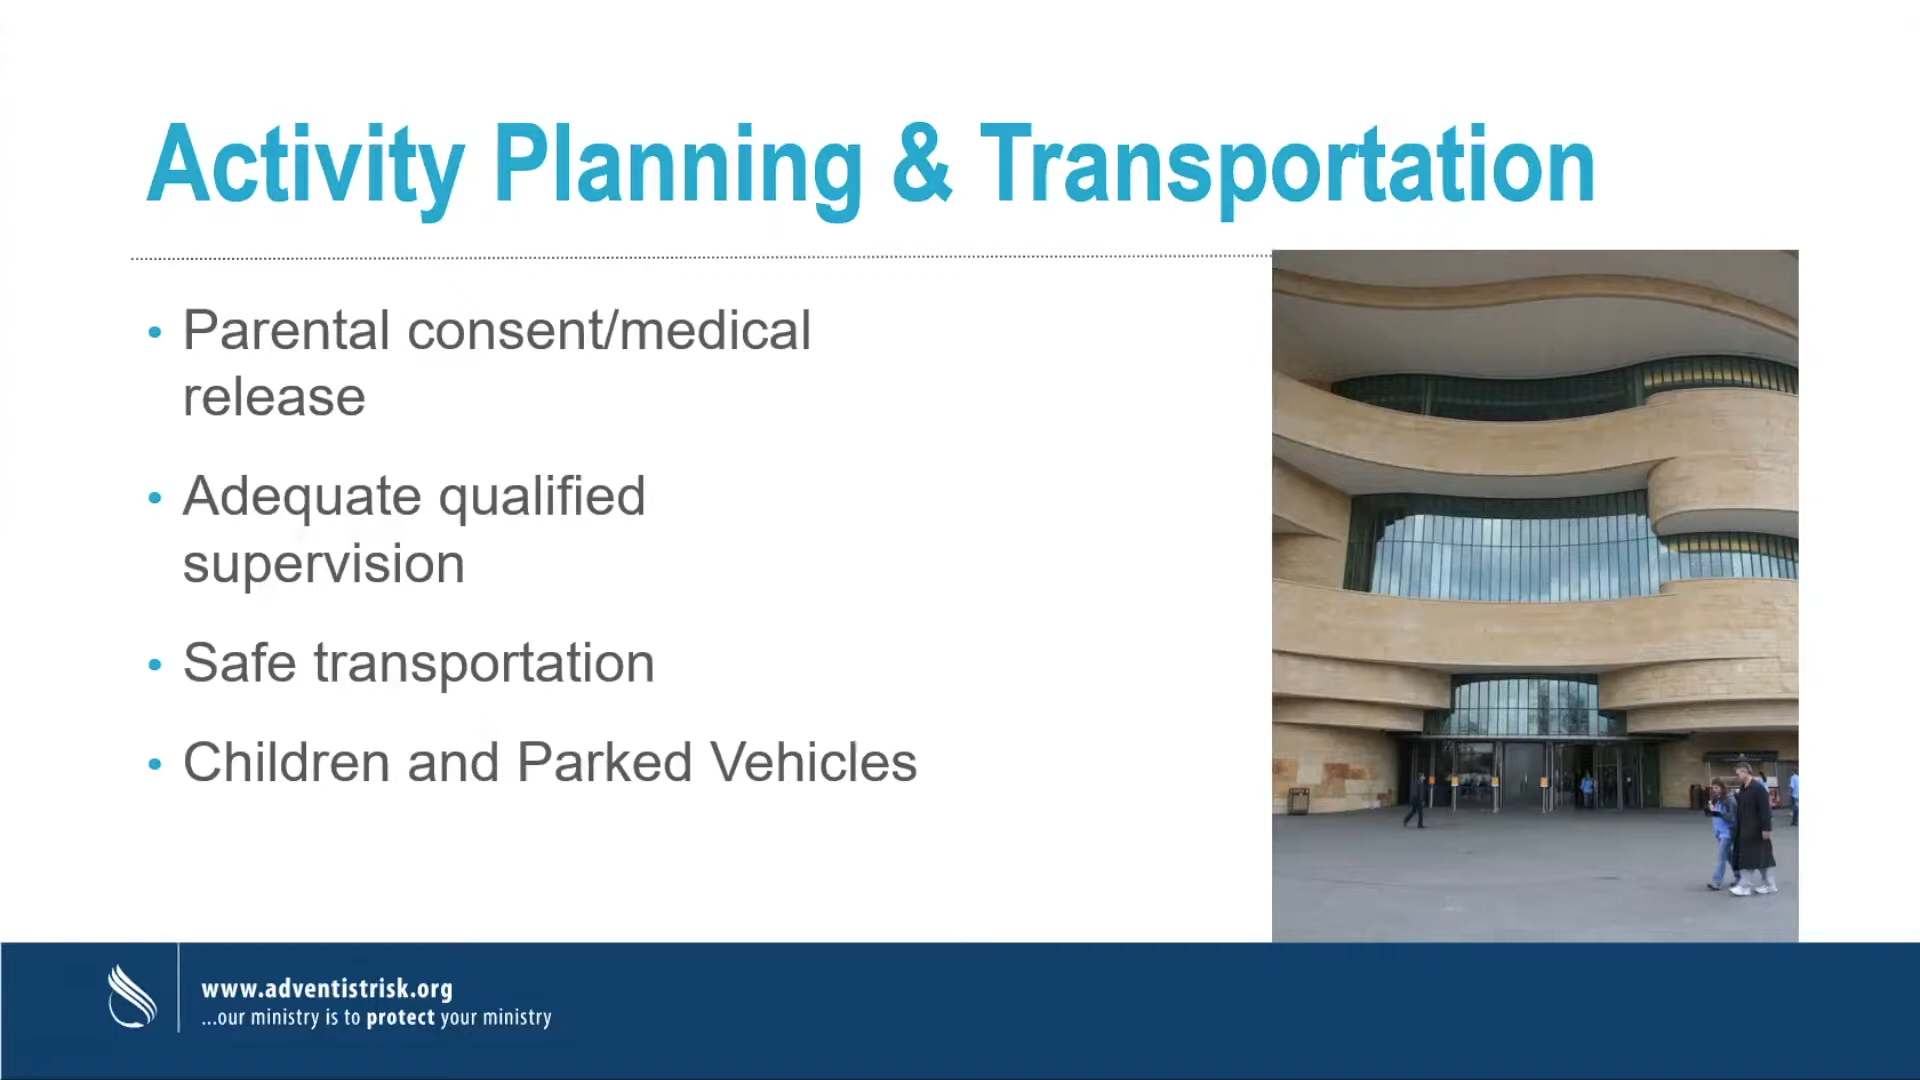 Activity Planning & Transportation
• Parental consent/medical
release
• Adequate qualified
supervision
• Safe transportation
• Children and Parked Vehicles
www.adventistrisk.org
...our ministry is to protect your ministry